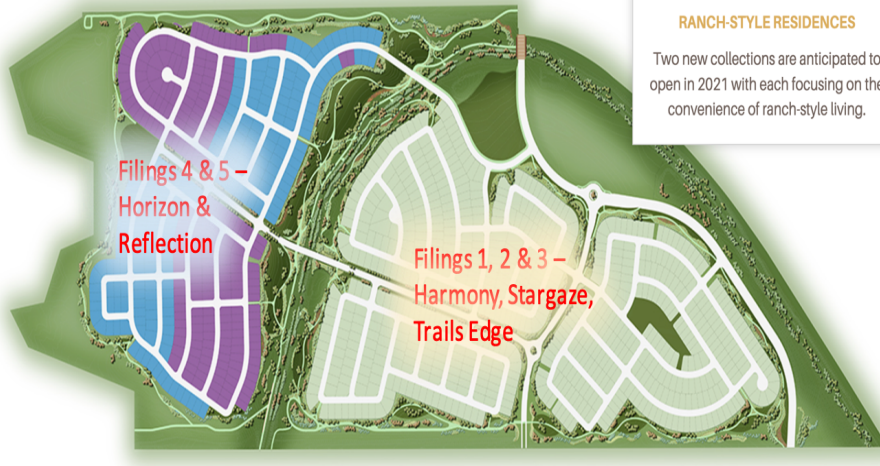 RANCH-STYLE RESIDENCES
Two new collections are anticipated to
open in 2021 with each focusing on the
convenience of ranch-style living.
Filings 4 & 5 –
Horizon &
Reflection
Filings 1, 2 & 3 –
Harmony, Stargaze,
Trails Edge